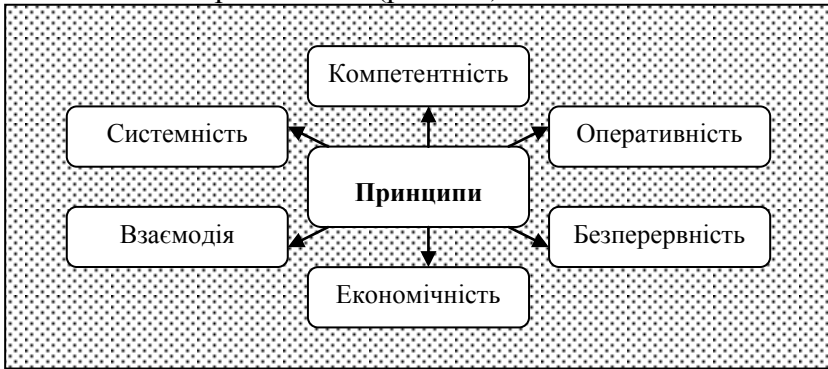 Компетентність
Системність
Оперативність
Принципи
Взаємодія
Безперервність
Економічність